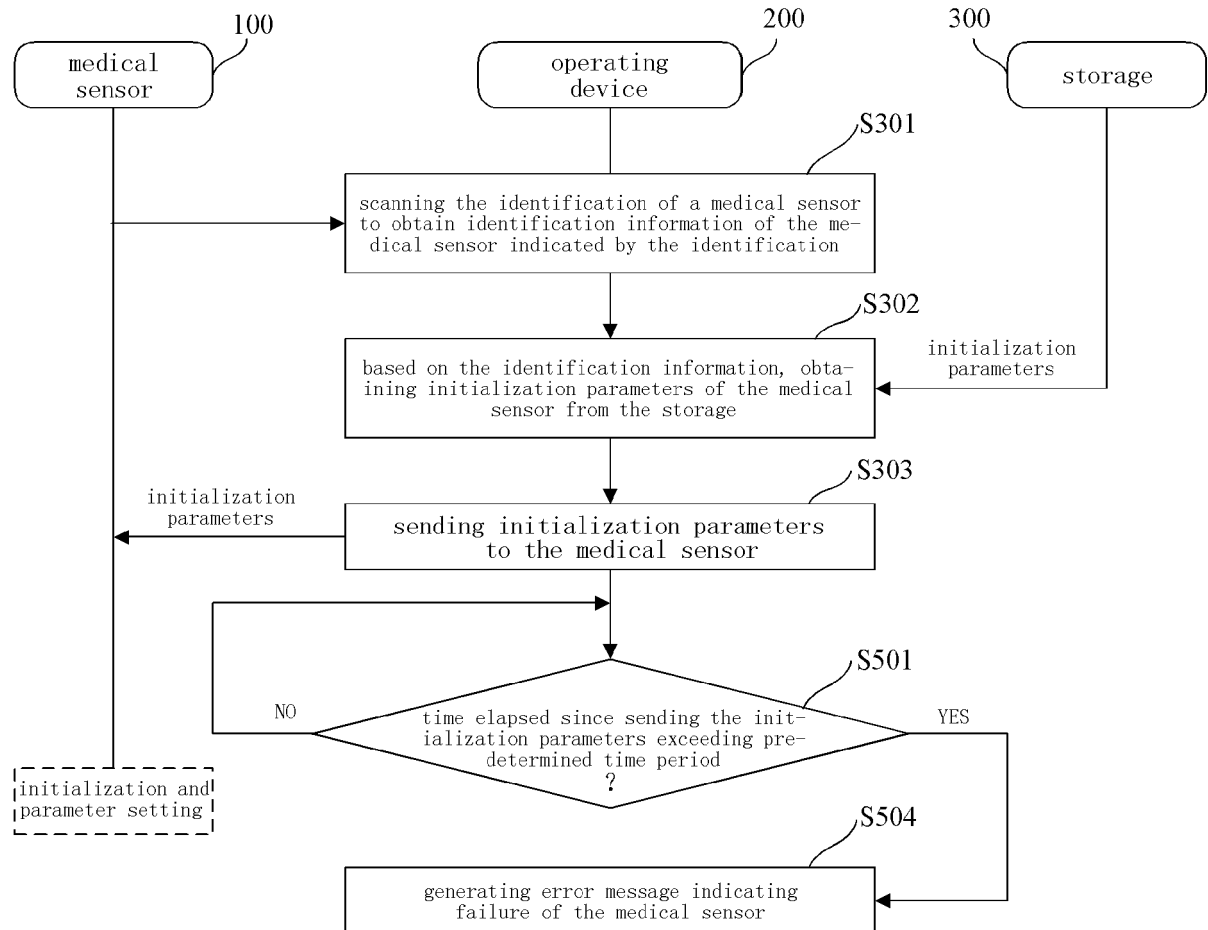 100
200
300
medical
sensor
operating
device
storage
S301
scanning the identification of a medical sensor
to obtain identification information of the me-
dical sensor indicated by the identification
S302
initialization
parameters
based on the identification information, obta-
ining initialization parameters of the medical
sensor from the storage
S303
initialization
parameters
sending initialization parameters
to the medical sensor
S501
NO
YES
time elapsed since sending the init-
ialization parameters exceeding pre-
determined time period
?
initialization and
parameter setting
S504
generating error message indicating
failure of the medical sensor